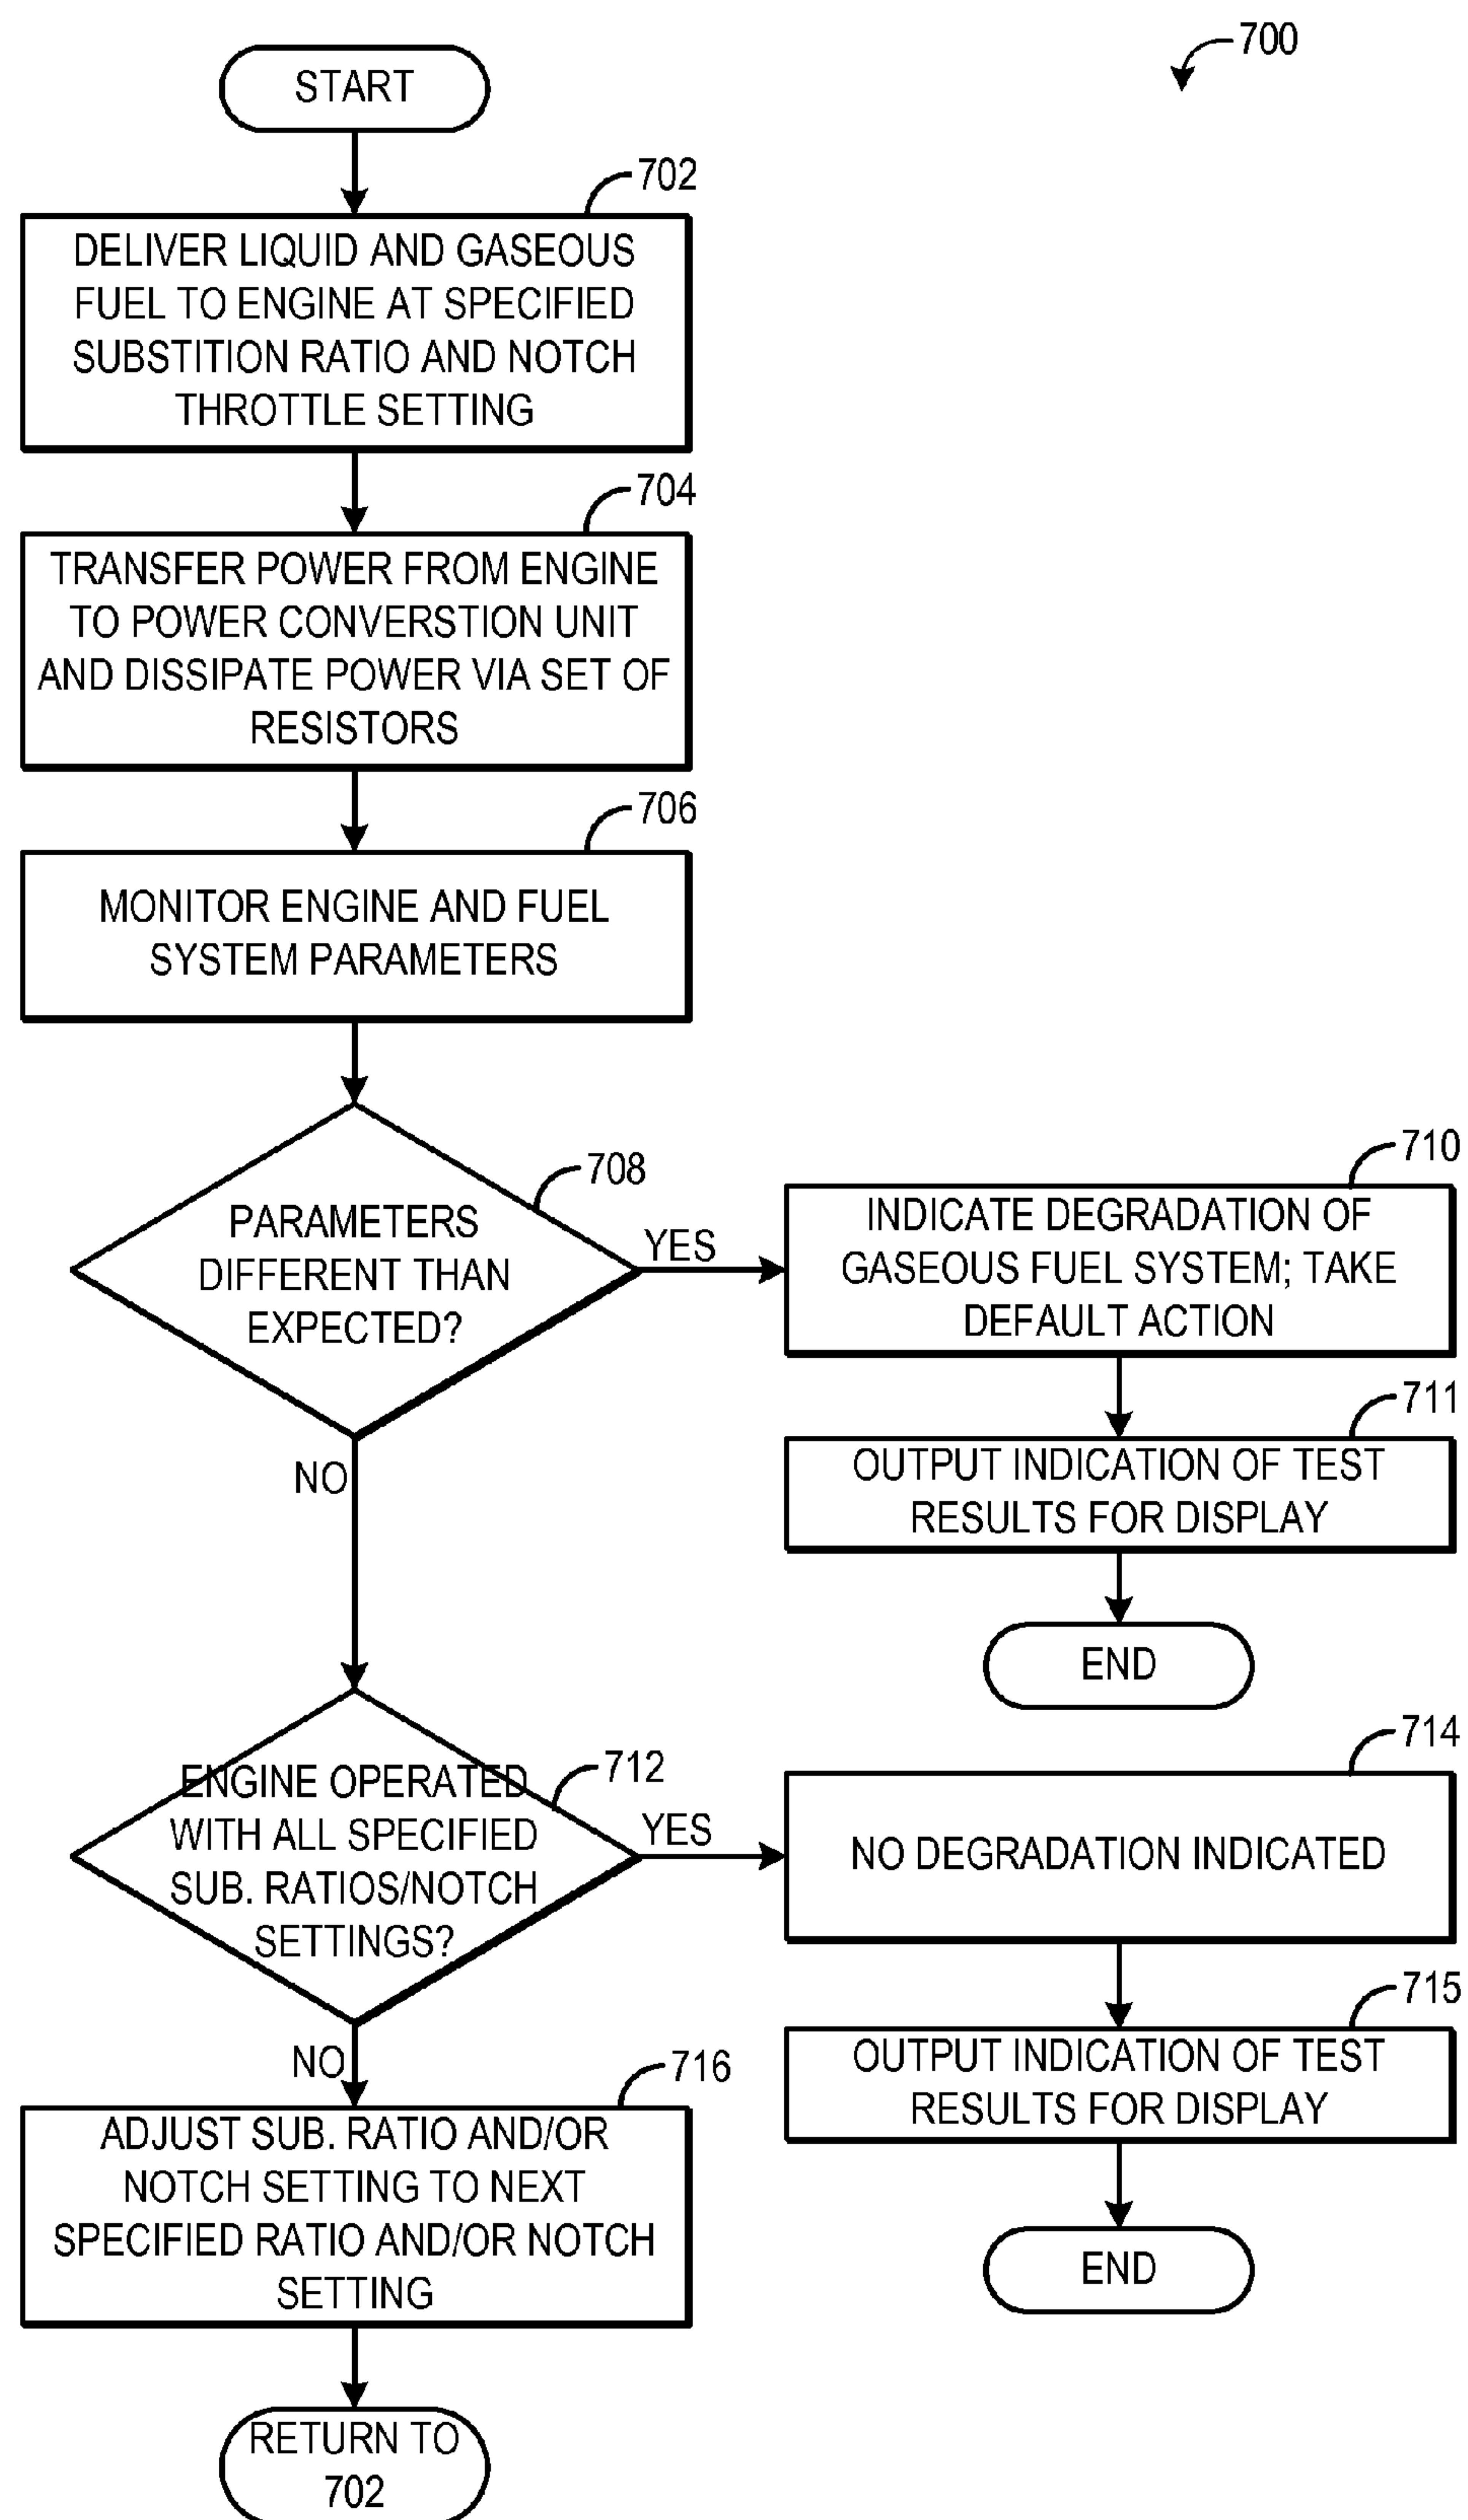 700
START
702
DELIVER LIQUID AND GASEOUS
FUEL TO ENGINE AT SPECIFIED
SUBSTITION RATIO AND NOTCH
THROTTLE SETTING
704
TRANSFER POWER FROM ENGINE
TO POWER CONVERSTION UNIT
AND DISSIPATE POWER VIA SET OF
RESISTORS
706
MONITOR ENGINE AND FUEL
SYSTEM PARAMETERS
708
PARAMETERS
DIFFERENT THAN
EXPECTED?
YES
710
INDICATE DEGRADATION OF
GASEOUS FUEL SYSTEM; TAKE
DEFAULT ACTION
711
OUTPUT INDICATION OF TEST
RESULTS FOR DISPLAY
END
NO
712
ENGINE OPERATED
WITH ALL SPECIFIED
SUB. RATIOS/NOTCH
SETTINGS?
YES
714
NO DEGRADATION INDICATED
715
OUTPUT INDICATION OF TEST
RESULTS FOR DISPLAY
END
NO
716
ADJUST SUB. RATIO AND/OR
NOTCH SETTING TO NEXT
SPECIFIED RATIO AND/OR NOTCH
SETTING
RETURN TO
702